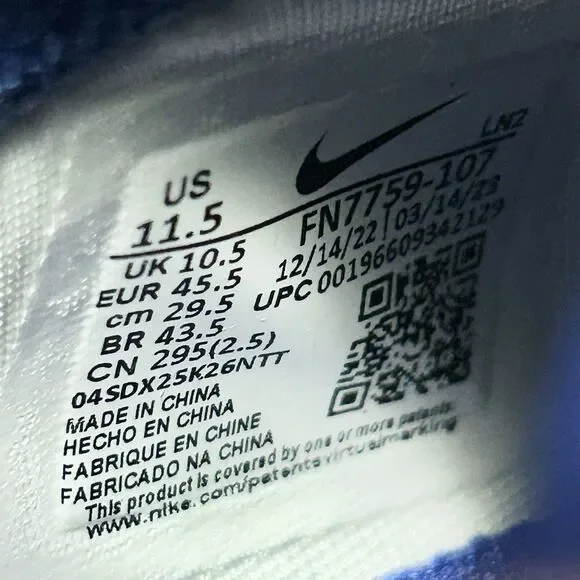 LN2
US
11.5
UK 10.5
EUR 45.5
cm 29.5
BR 43.5
CN 295(2.5)
04SDX25K26NTT
FN7759-107
12/14/22 | 03/14/23
UPC 00196609342129
MADE IN CHINA
HECHO EN CHINA
FABRIQUE EN CHINE
FABRICADO NA CHINA
This product is covered by one or more patents.
www.nike.com/patentsvirtualmarking